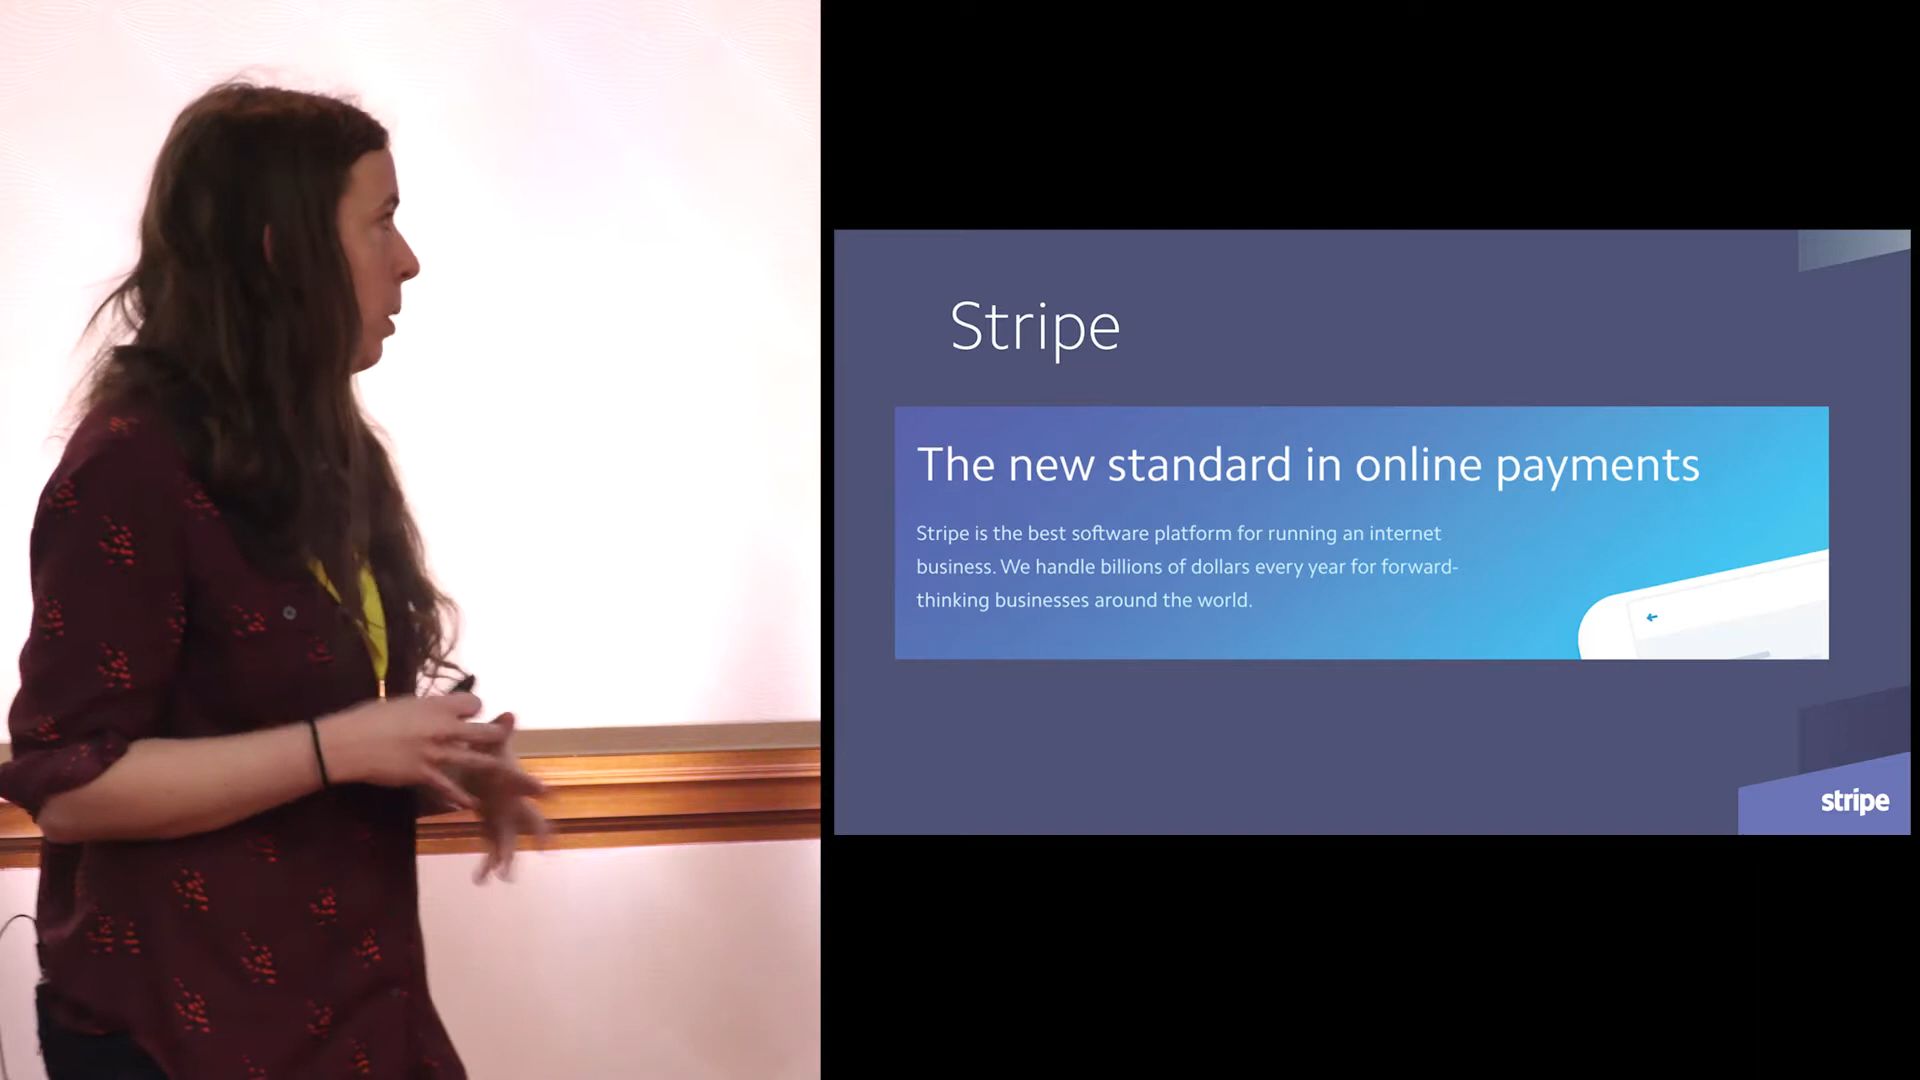 Stripe
The new standard in online payments
Stripe is the best software platform for running an internet
business. We handle billions of dollars every year for forward-
thinking businesses around the world.
stripe